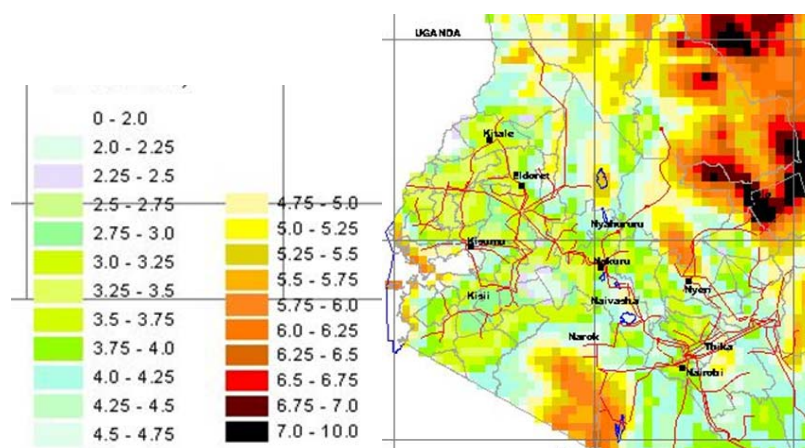 0 - 2.0
2.0 - 2.25
2.25 - 2.5
2.5 - 2.75
2.75 - 3.0
3.0 - 3.25
3.25 - 3.5
3.5 - 3.75
3.75 - 4.0
4.0 - 4.25
4.25 - 4.5
4.5 - 4.75
4.75 - 5.0
5.0 - 5.25
5.25 - 5.5
5.5 - 5.75
5.75 - 6.0
6.0 - 6.25
6.25 - 6.5
6.5 - 6.75
6.75 - 7.0
7.0 - 10.0
UGANDA
Kitale
Eldoret
Nyahururu
Kisumu
Nakuru
Nyeri
Kisii
Naivasha
Narok
Thika
Nairobi